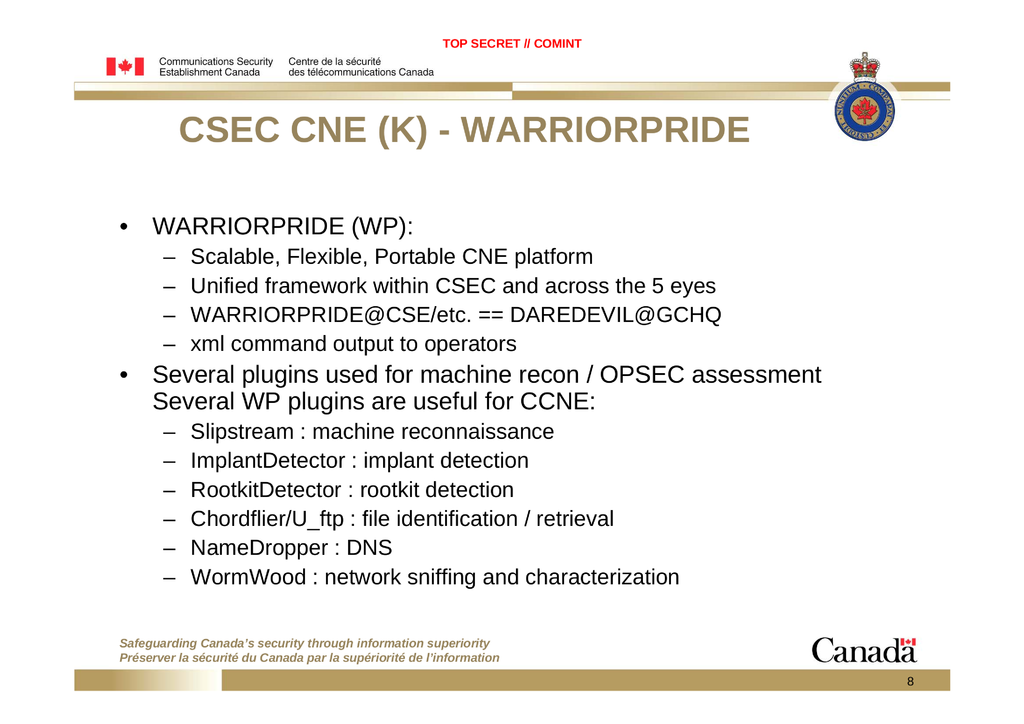 TOP SECRET // COMINT
Communications Security Centre de la sécurité
Establishment Canada des télécommunications Canada
CSEC CNE (K) - WARRIORPRIDE
• WARRIORPRIDE (WP):
– Scalable, Flexible, Portable CNE platform
– Unified framework within CSEC and across the 5 eyes
– WARRIORPRIDE@CSE/etc. == DAREDEVIL@GCHQ
– xml command output to operators
• Several plugins used for machine recon / OPSEC assessment
Several WP plugins are useful for CCNE:
– Slipstream : machine reconnaissance
– ImplantDetector : implant detection
– RootkitDetector : rootkit detection
– Chordflier/U_ftp : file identification / retrieval
– NameDropper : DNS
– WormWood : network sniffing and characterization
Safeguarding Canada's security through information superiority
Préserver la sécurité du Canada par la supériorité de l'information
Canada
8